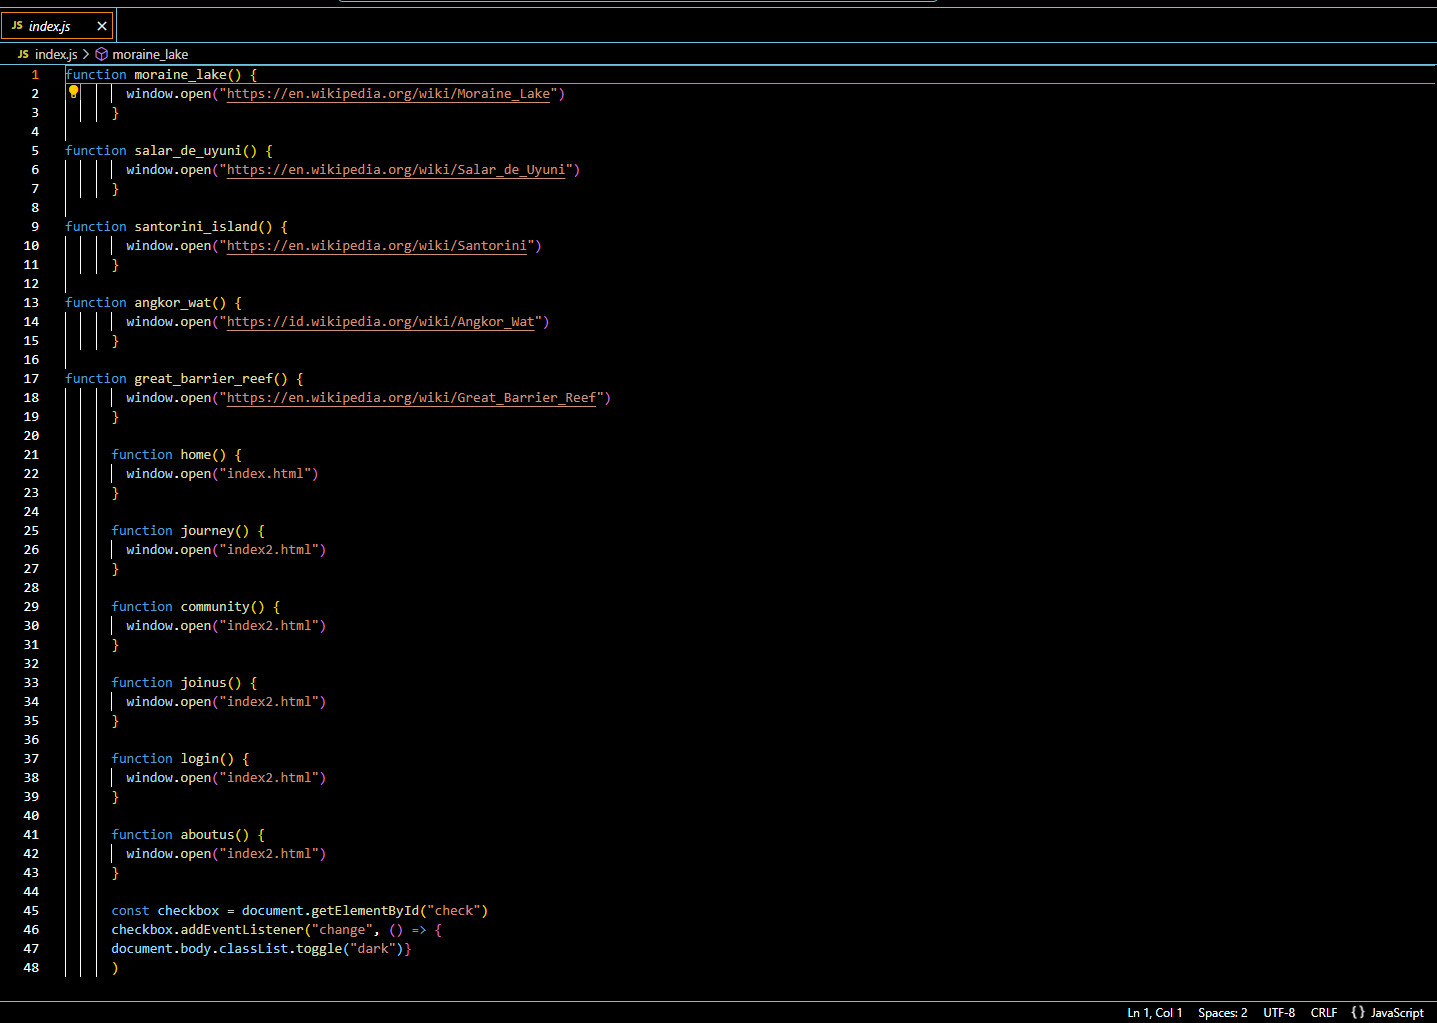 JS index.js ×
JS index.js > moraine_lake
1 function moraine_lake() {
2 window.open("https://en.wikipedia.org/wiki/Moraine_Lake")
3 }
4
5 function salar_de_uyuni() {
6 window.open("https://en.wikipedia.org/wiki/Salar_de_Uyuni")
7 }
8
9 function santorini_island() {
10 window.open("https://en.wikipedia.org/wiki/Santorini")
11 }
12
13 function angkor_wat() {
14 window.open("https://id.wikipedia.org/wiki/Angkor_Wat")
15 }
16
17 function great_barrier_reef() {
18 window.open("https://en.wikipedia.org/wiki/Great_Barrier_Reef")
19 }
20
21 function home() {
22 window.open("index.html")
23 }
24
25 function journey() {
26 window.open("index2.html")
27 }
28
29 function community() {
30 window.open("index2.html")
31 }
32
33 function joinus() {
34 window.open("index2.html")
35 }
36
37 function login() {
38 window.open("index2.html")
39 }
40
41 function aboutus() {
42 window.open("index2.html")
43 }
44
45 const checkbox = document.getElementById("check")
46 checkbox.addEventListener("change", () => {
47 document.body.classList.toggle("dark")}
48 )
Ln 1, Col 1 Spaces: 2 UTF-8 CRLF {} JavaScript